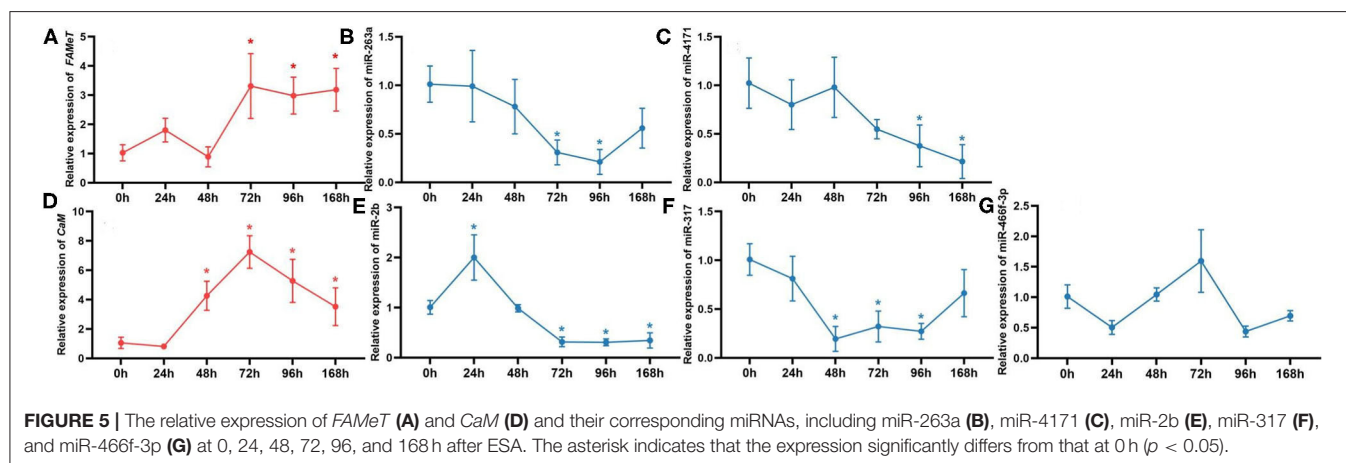 A
Relative expression of FAMeT
5
4
3
2
1
0
0h 24h 48h 72h 96h 168h
* * *
B
Relative expression of miR-263a
1.5
1.0
0.5
0.0
0h 24h 48h 72h 96h 168h
* *
C
Relative expression of miR-4171
1.5
1.0
0.5
0.0
0h 24h 48h 72h 96h 168h
* *
D
Relative expression of CaM
10
8
6
4
2
0
0h 24h 48h 72h 96h 168h
* * * *
E
Relative expression of miR-2b
3
2
1
0
0h 24h 48h 72h 96h 168h
* * * *
F
Relative expression of miR-317
1.5
1.0
0.5
0.0
0h 24h 48h 72h 96h 168h
* * *
G
Relative expression of miR-466f-3p
2.5
2.0
1.5
1.0
0.5
0.0
0h 24h 48h 72h 96h 168h
FIGURE 5 | The relative expression of FAMeT (A) and CaM (D) and their corresponding miRNAs, including miR-263a (B), miR-4171 (C), miR-2b (E), miR-317 (F),
and miR-466f-3p (G) at 0, 24, 48, 72, 96, and 168 h after ESA. The asterisk indicates that the expression significantly differs from that at 0 h (p < 0.05).